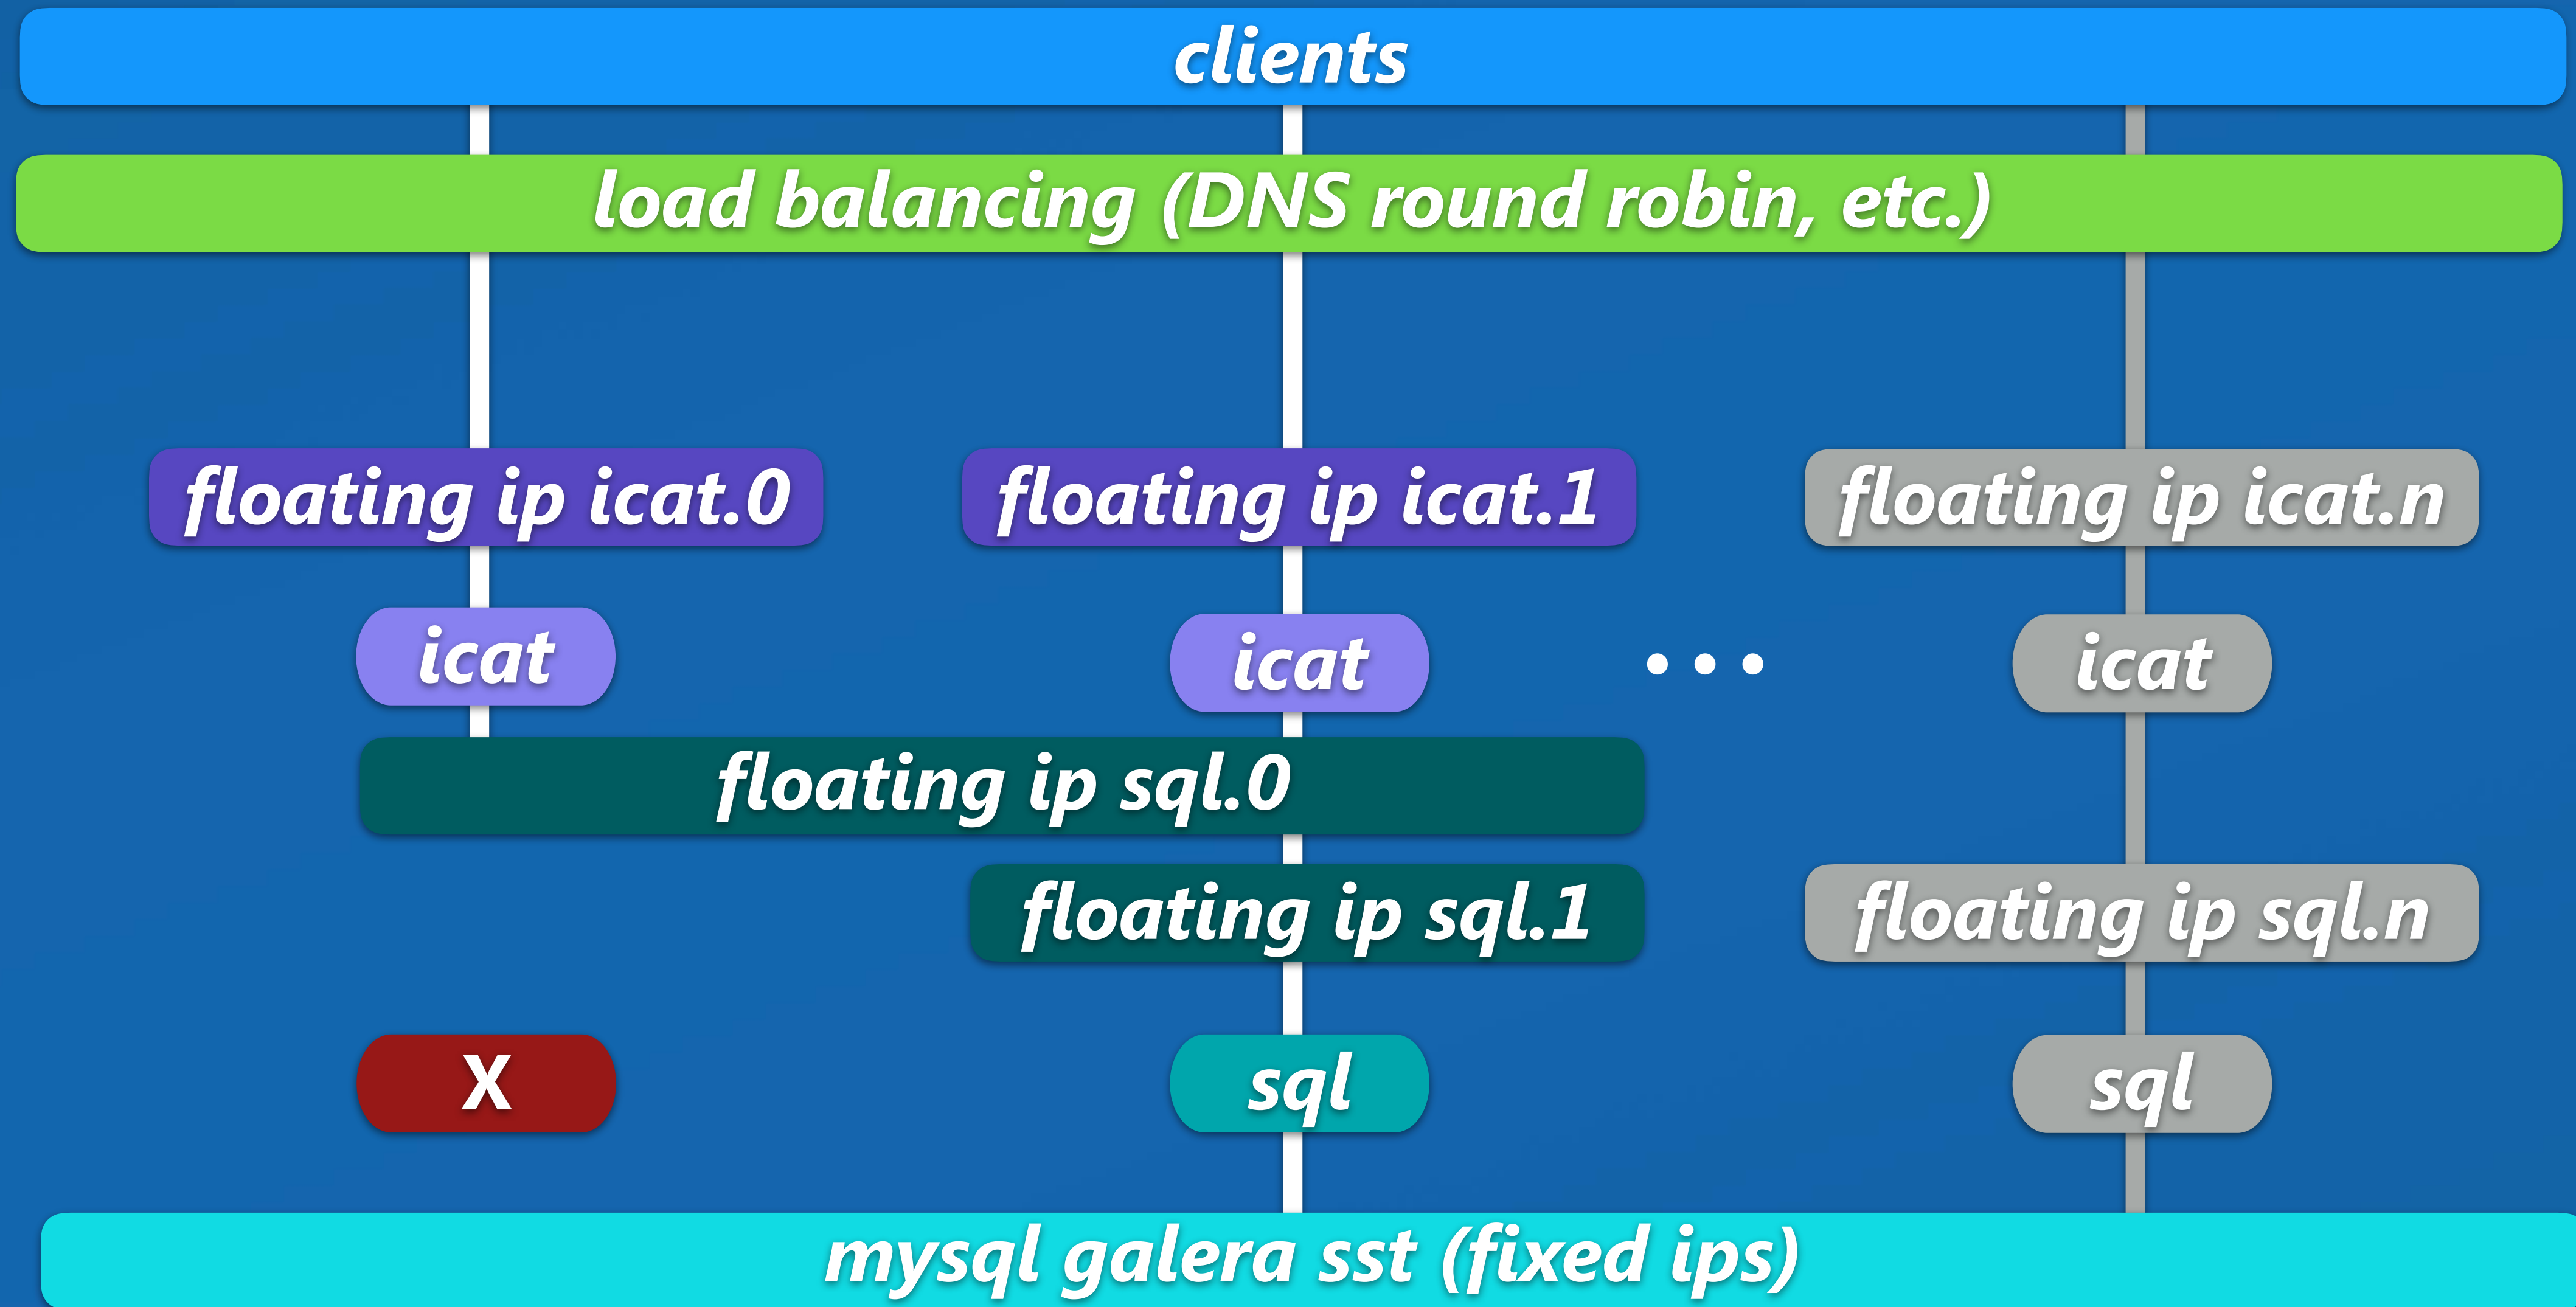 clients
load balancing (DNS round robin, etc.)
floating ip icat.0
floating ip icat.1
floating ip icat.n
icat
icat
...
icat
floating ip sql.0
floating ip sql.1
floating ip sql.n
X
sql
sql
mysql galera sst (fixed ips)